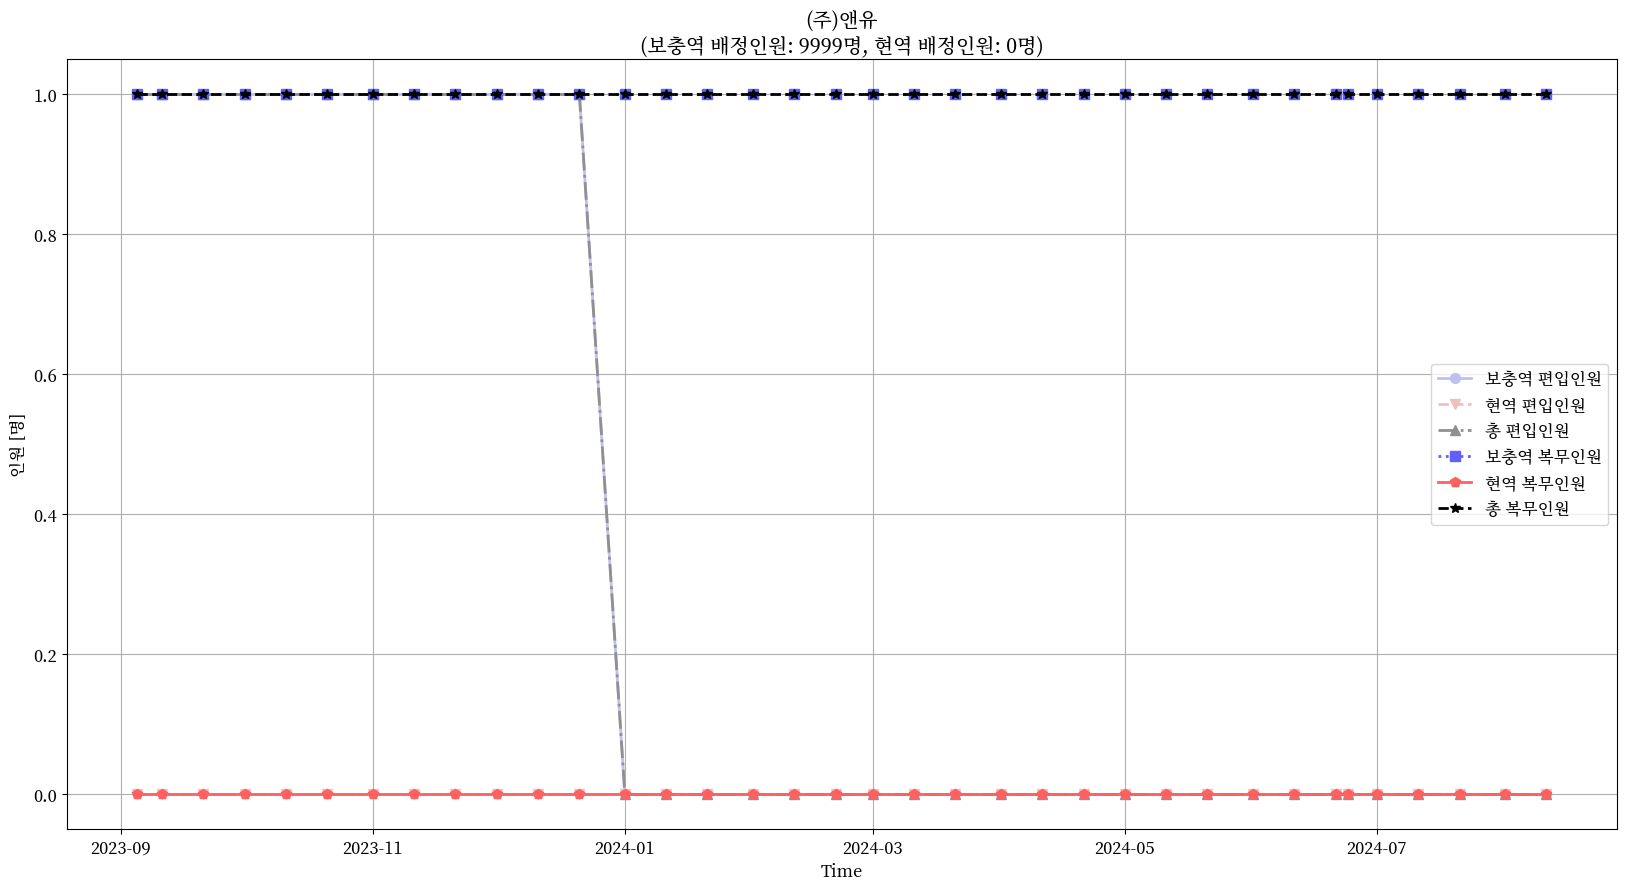 (주)앤유
(보충역 배정인원: 9999명, 현역 배정인원: 0명)
인원 [명]
1.0
0.8
0.6
0.4
0.2
0.0
보충역 편입인원
현역 편입인원
총 편입인원
보충역 복무인원
현역 복무인원
총 복무인원
2023-09
2023-11
2024-01
2024-03
2024-05
2024-07
Time